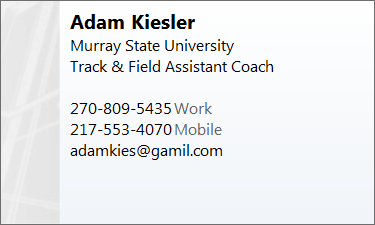 Adam Kiesler
Murray State University
Track & Field Assistant Coach
270-809-5435 Work
217-553-4070 Mobile
adamkies@gamil.com